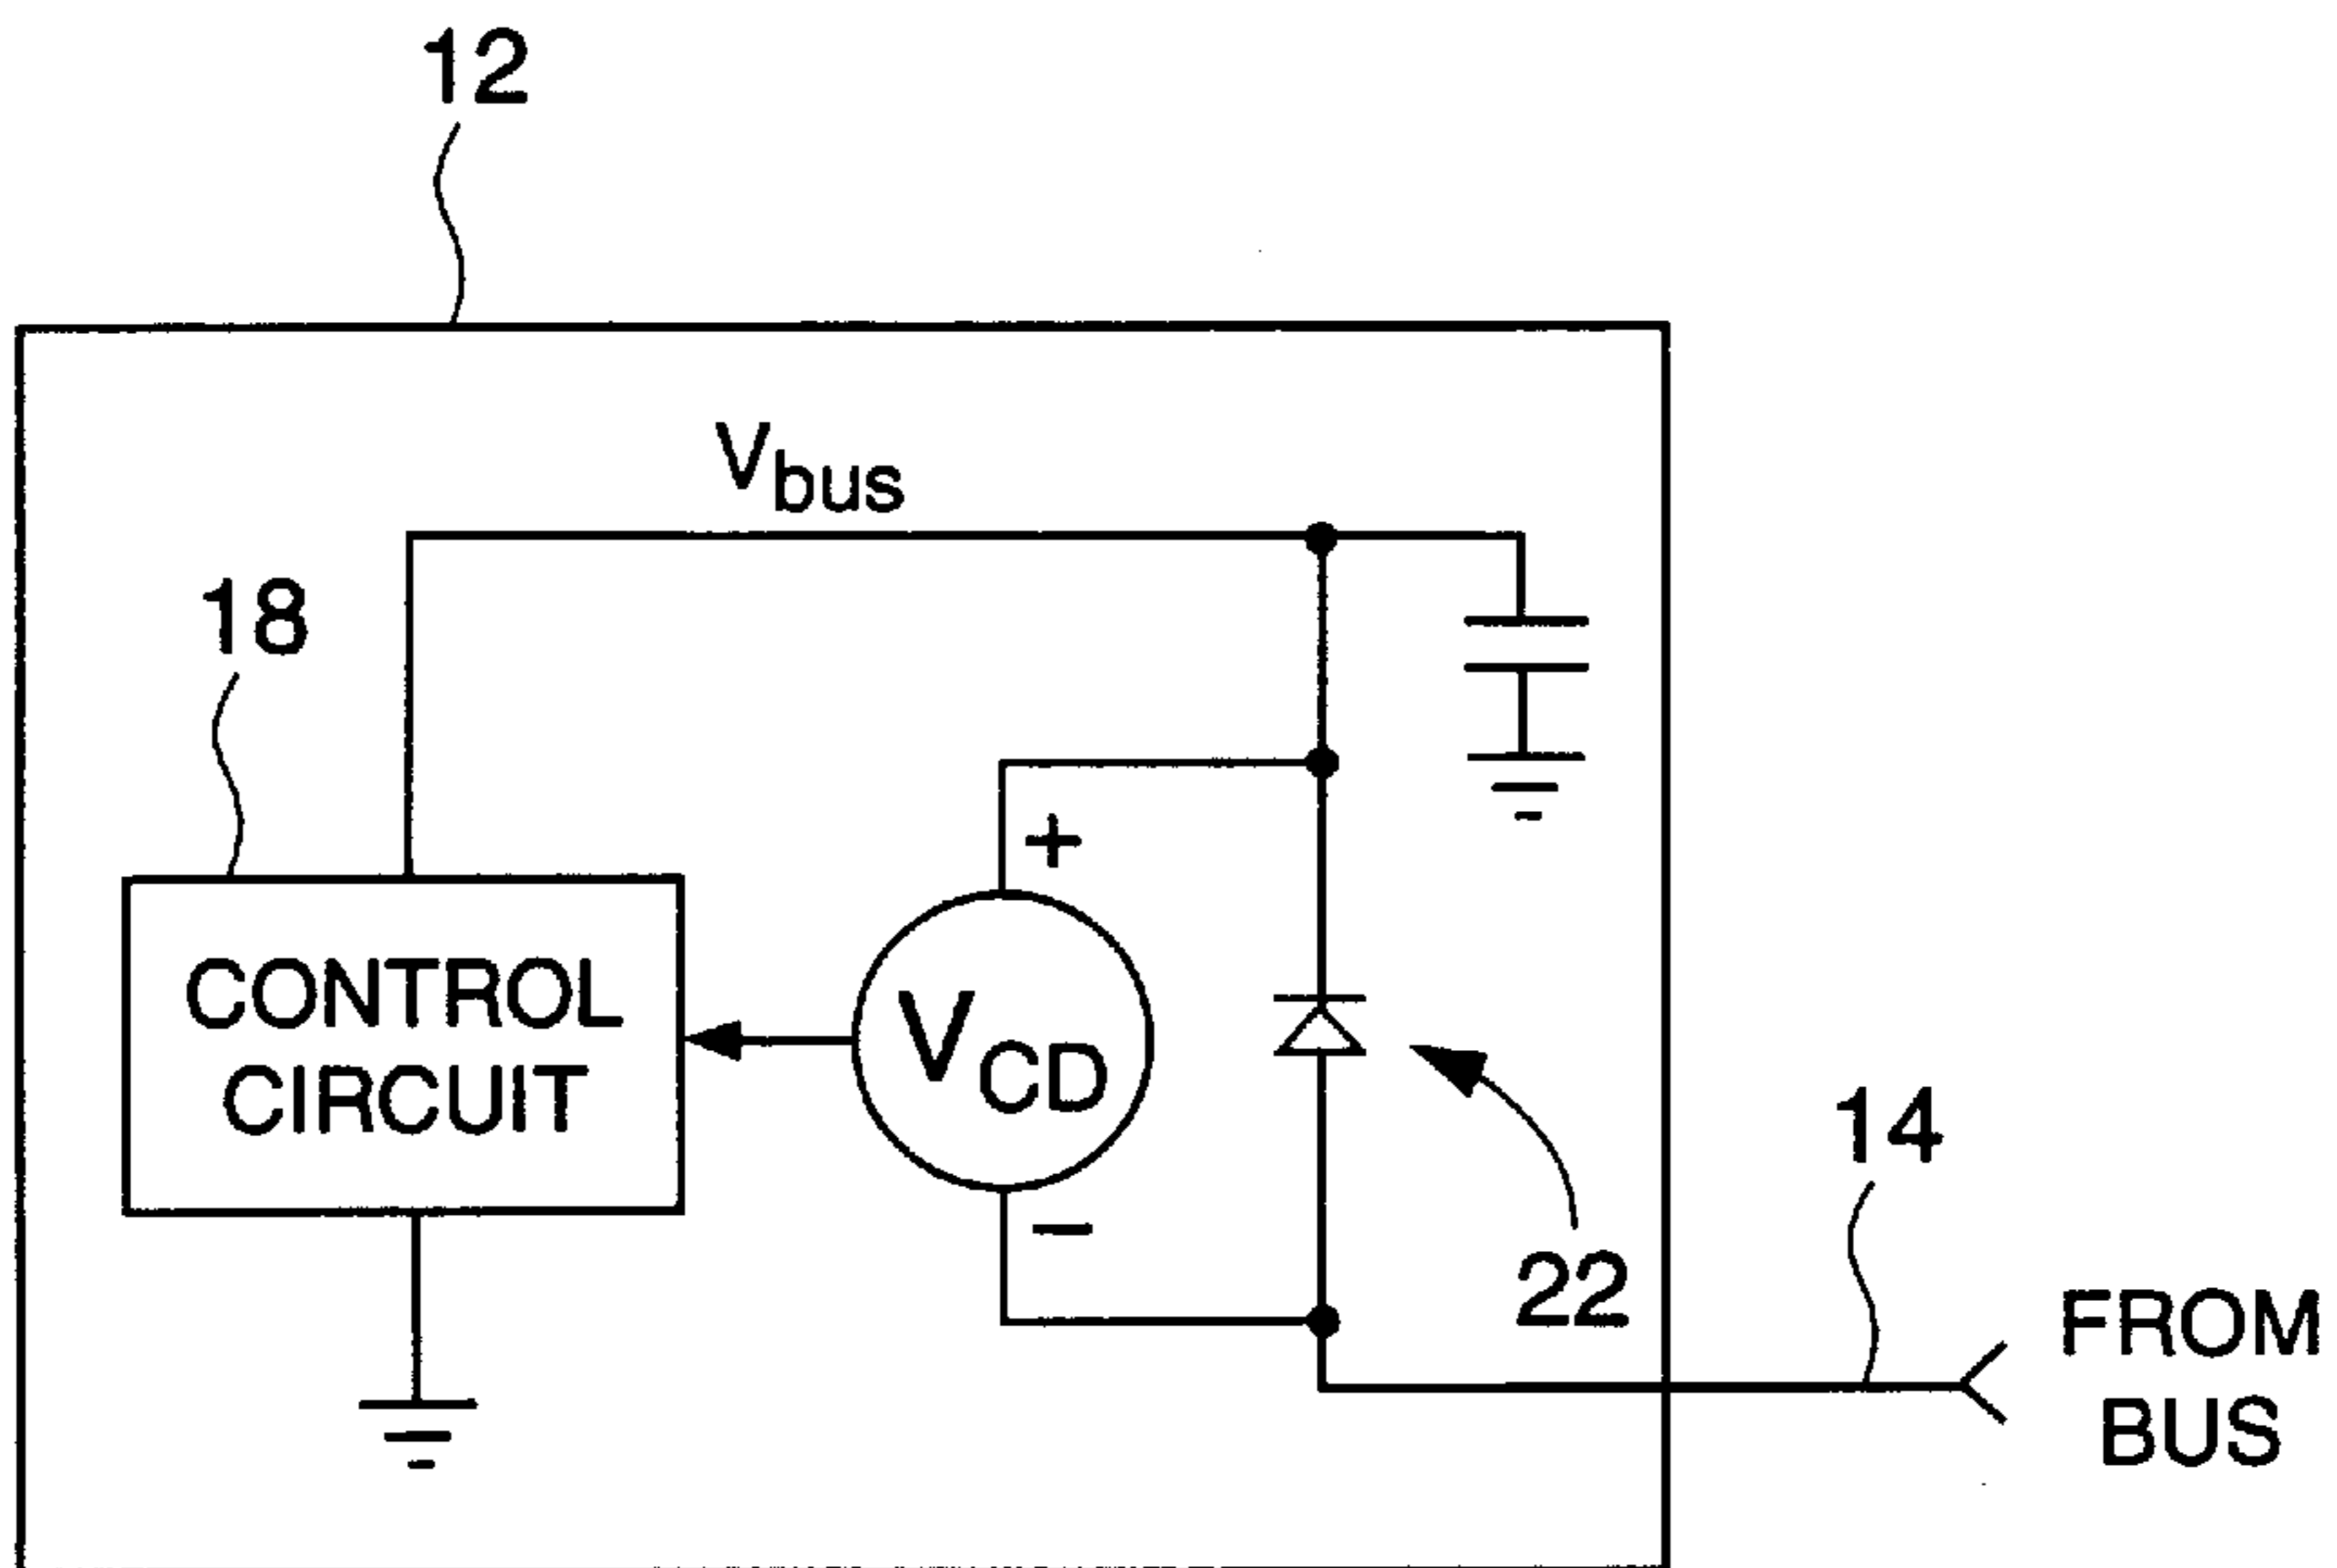 12
Vbus
18
+
CONTROL
CIRCUIT
VCD
−
22
14
FROM
BUS